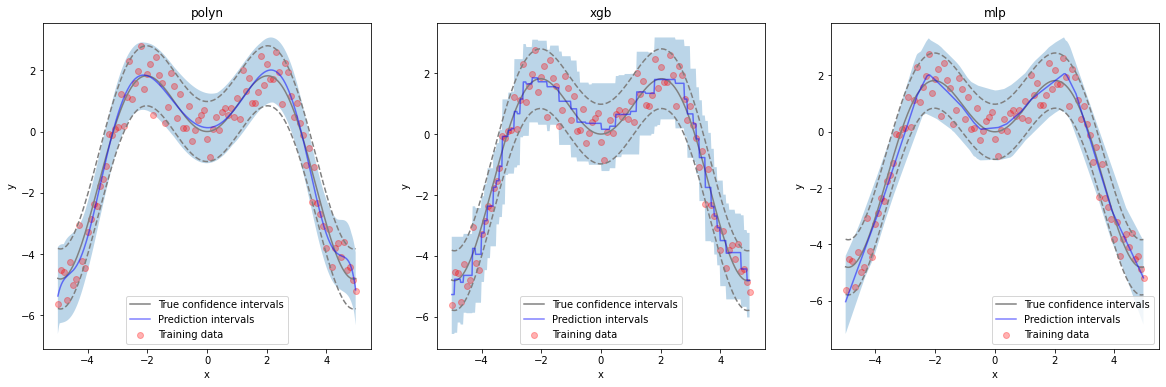 polyn
y
2
0
−2
−4
−6
−4
−2
0
2
4
x
True confidence intervals
Prediction intervals
Training data
xgb
y
2
0
−2
−4
−6
−4
−2
0
2
4
x
True confidence intervals
Prediction intervals
Training data
mlp
y
2
0
−2
−4
−6
−4
−2
0
2
4
x
True confidence intervals
Prediction intervals
Training data